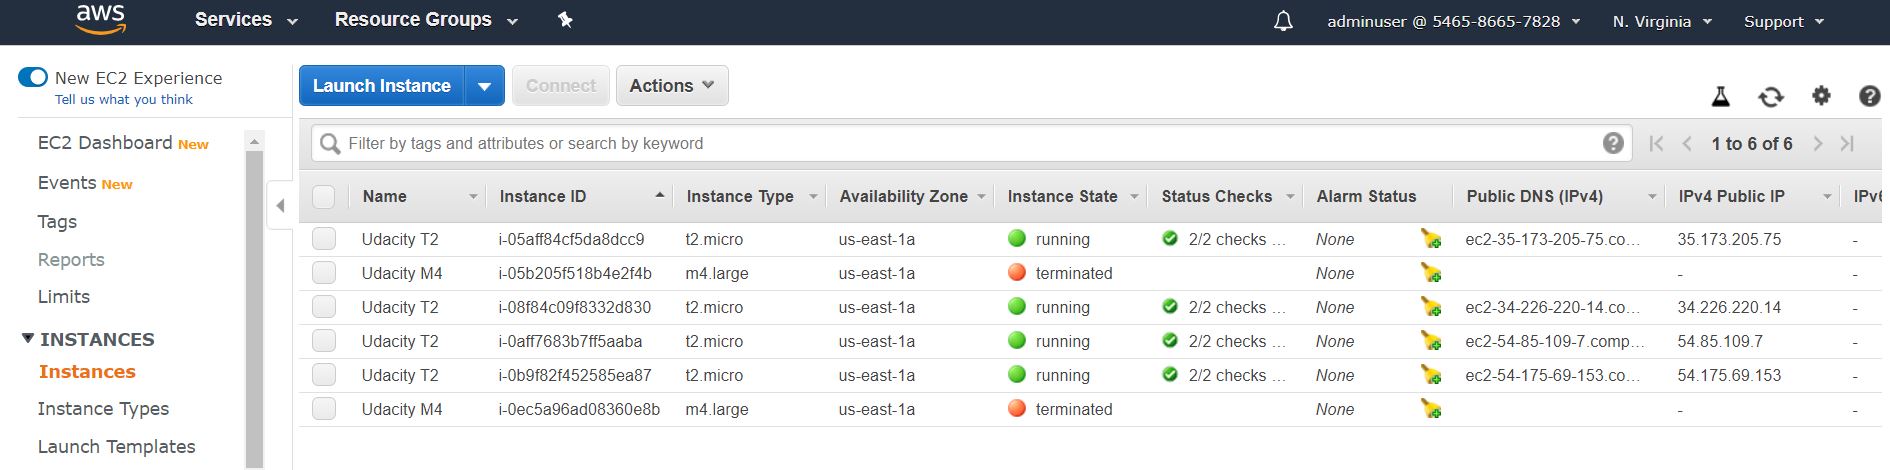 aws Services Resource Groups adminuser @ 5465-8665-7828 N. Virginia Support
New EC2 Experience
Tell us what you think
Launch Instance Connect Actions
EC2 Dashboard New
Events New
Tags
Reports
Limits
INSTANCES
Instances
Instance Types
Launch Templates
Filter by tags and attributes or search by keyword 1 to 6 of 6
Name Instance ID Instance Type Availability Zone Instance State Status Checks Alarm Status Public DNS (IPv4) IPv4 Public IP IPv6
Udacity T2 i-05aff84cf5da8dcc9 t2.micro us-east-1a running 2/2 checks ... None ec2-35-173-205-75.co... 35.173.205.75 -
Udacity M4 i-05b205f518b4e2f4b m4.large us-east-1a terminated None - -
Udacity T2 i-08f84c09f8332d830 t2.micro us-east-1a running 2/2 checks ... None ec2-34-226-220-14.co... 34.226.220.14 -
Udacity T2 i-0aff7683b7ff5aaba t2.micro us-east-1a running 2/2 checks ... None ec2-54-85-109-7.comp... 54.85.109.7 -
Udacity T2 i-0b9f82f452585ea87 t2.micro us-east-1a running 2/2 checks ... None ec2-54-175-69-153.co... 54.175.69.153 -
Udacity M4 i-0ec5a96ad08360e8b m4.large us-east-1a terminated None - -